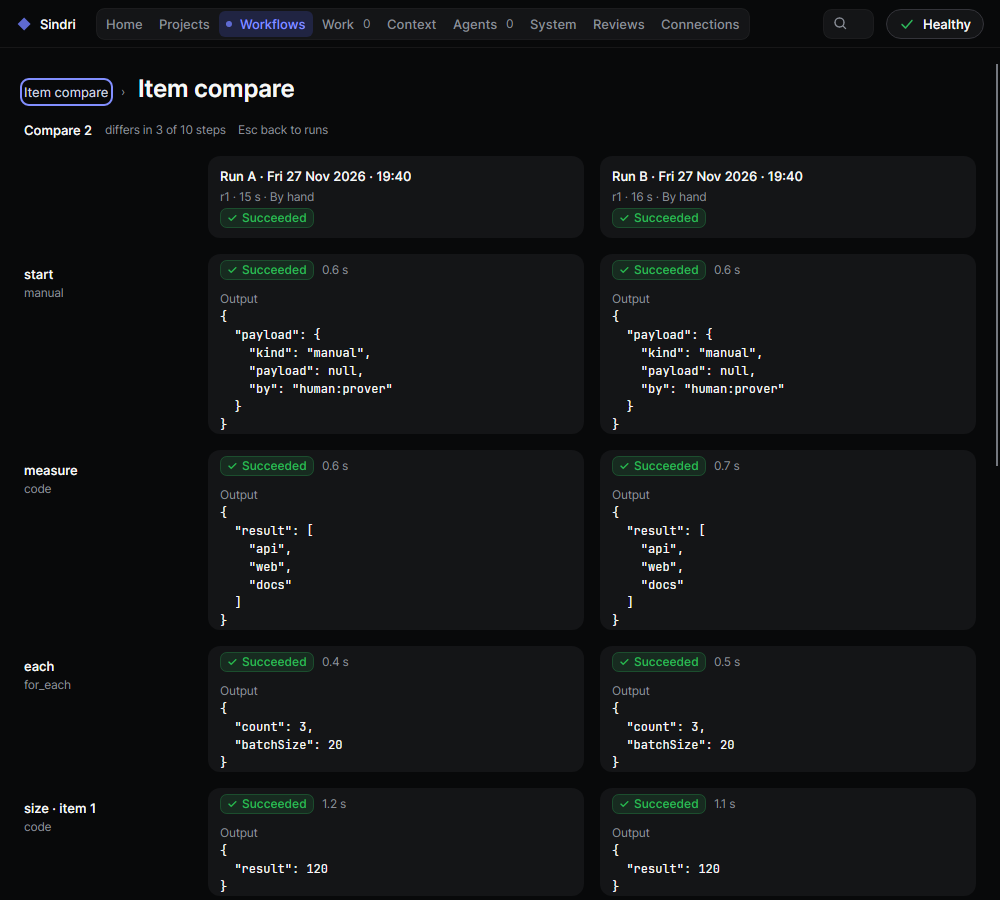 Sindri
Home Projects Workflows Work 0 Context Agents 0 System Reviews Connections
Healthy
Item compare › Item compare
Compare 2 differs in 3 of 10 steps Esc back to runs
Run A · Fri 27 Nov 2026 · 19:40
r1 · 15 s · By hand
Succeeded
Run B · Fri 27 Nov 2026 · 19:40
r1 · 16 s · By hand
Succeeded
start
manual
Succeeded 0.6 s
Output
{
  "payload": {
    "kind": "manual",
    "payload": null,
    "by": "human:prover"
  }
}
Succeeded 0.6 s
Output
{
  "payload": {
    "kind": "manual",
    "payload": null,
    "by": "human:prover"
  }
}
measure
code
Succeeded 0.6 s
Output
{
  "result": [
    "api",
    "web",
    "docs"
  ]
}
Succeeded 0.7 s
Output
{
  "result": [
    "api",
    "web",
    "docs"
  ]
}
each
for_each
Succeeded 0.4 s
Output
{
  "count": 3,
  "batchSize": 20
}
Succeeded 0.5 s
Output
{
  "count": 3,
  "batchSize": 20
}
size · item 1
code
Succeeded 1.2 s
Output
{
  "result": 120
}
Succeeded 1.1 s
Output
{
  "result": 120
}